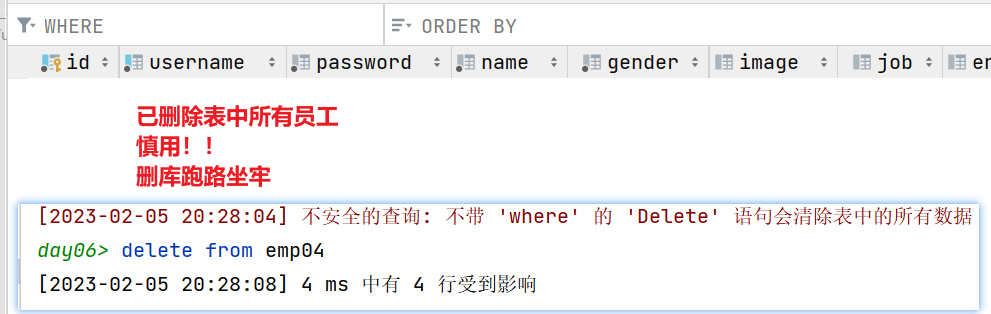 WHERE
ORDER BY
id username password name gender image job en
已删除表中所有员工
慎用！！
删库跑路坐牢
[2023-02-05 20:28:04] 不安全的查询: 不带 'where' 的 'Delete' 语句会清除表中的所有数据
day06> delete from emp04
[2023-02-05 20:28:08] 4 ms 中有 4 行受到影响